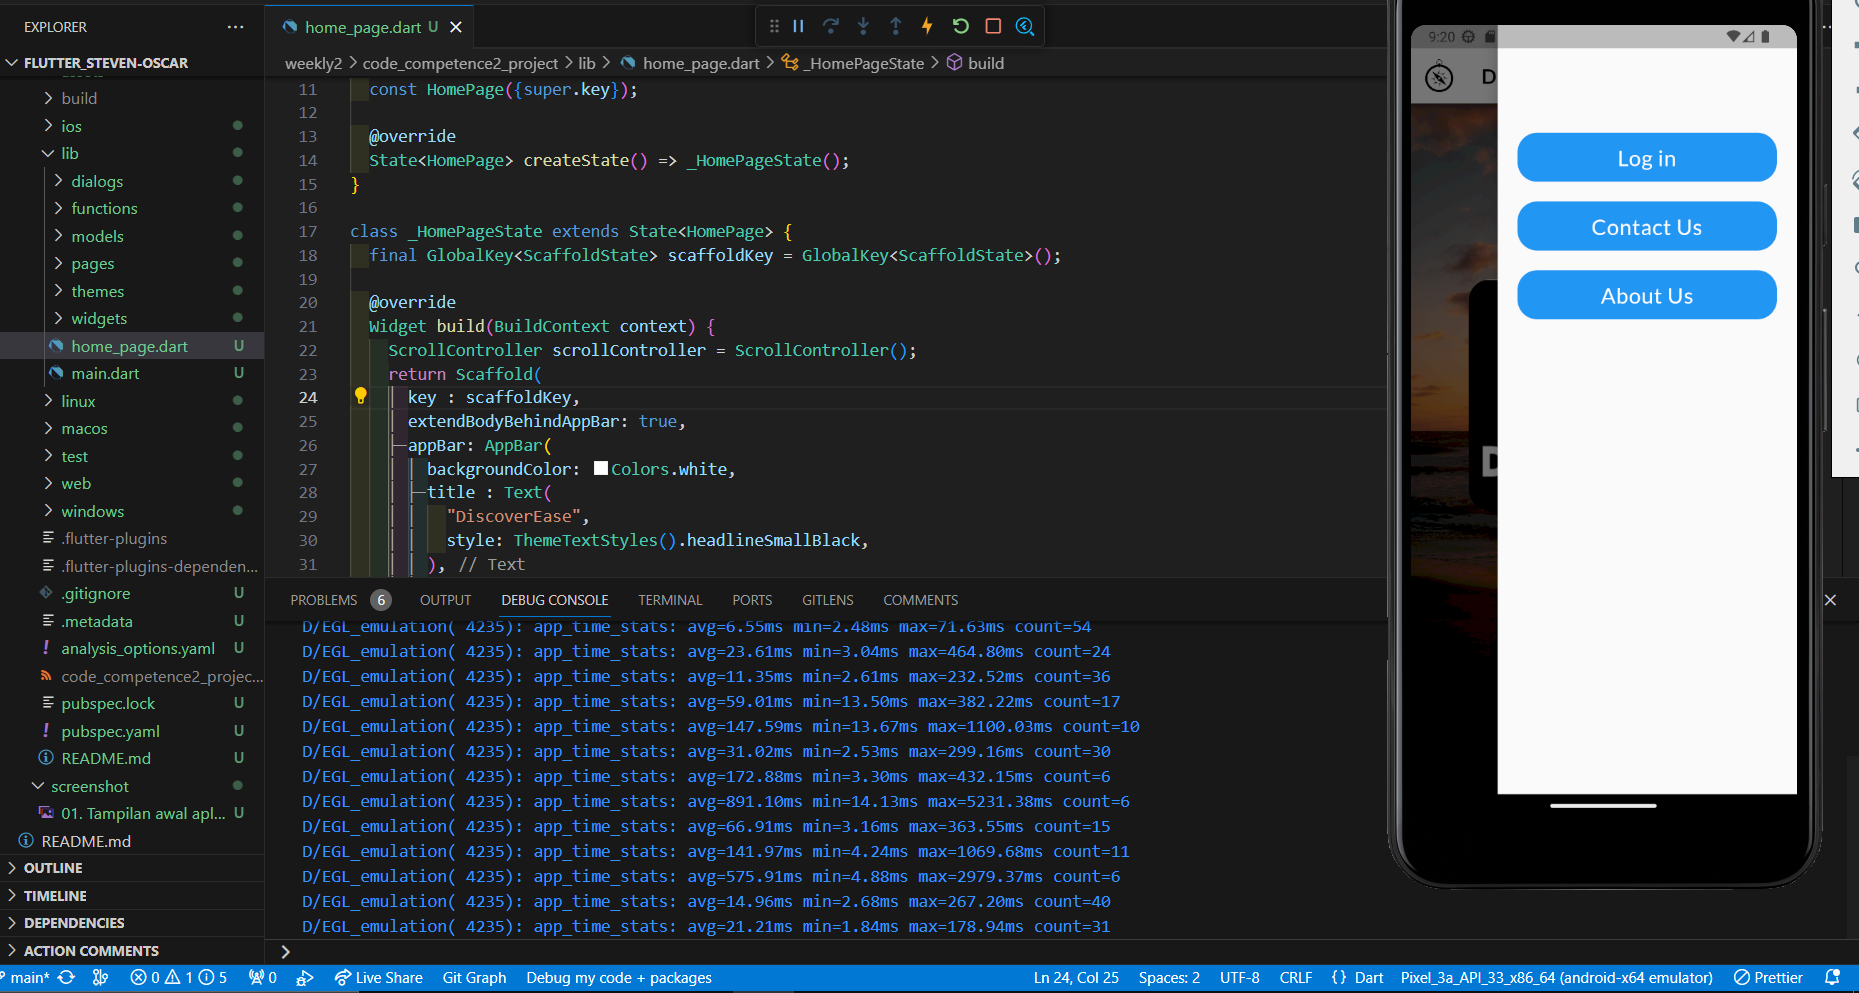 EXPLORER
FLUTTER_STEVEN-OSCAR
build
ios
lib
dialogs
functions
models
pages
themes
widgets
home_page.dart U
main.dart U
linux
macos
test
web
windows
.flutter-plugins
.flutter-plugins-dependen...
.gitignore U
.metadata U
analysis_options.yaml U
code_competence2_projec...
pubspec.lock U
pubspec.yaml U
README.md U
screenshot
01. Tampilan awal apl... U
README.md
OUTLINE
TIMELINE
DEPENDENCIES
ACTION COMMENTS
home_page.dart U
weekly2 > code_competence2_project > lib > home_page.dart > _HomePageState > build
11 const HomePage({super.key});
12
13 @override
14 State<HomePage> createState() => _HomePageState();
15 }
16
17 class _HomePageState extends State<HomePage> {
18 final GlobalKey<ScaffoldState> scaffoldKey = GlobalKey<ScaffoldState>();
19
20 @override
21 Widget build(BuildContext context) {
22 ScrollController scrollController = ScrollController();
23 return Scaffold(
24 key : scaffoldKey,
25 extendBodyBehindAppBar: true,
26 appBar: AppBar(
27 backgroundColor: Colors.white,
28 title : Text(
29 "DiscoverEase",
30 style: ThemeTextStyles().headlineSmallBlack,
31 ), // Text
PROBLEMS 6 OUTPUT DEBUG CONSOLE TERMINAL PORTS GITLENS COMMENTS
D/EGL_emulation( 4235): app_time_stats: avg=6.55ms min=2.48ms max=71.63ms count=54
D/EGL_emulation( 4235): app_time_stats: avg=23.61ms min=3.04ms max=464.80ms count=24
D/EGL_emulation( 4235): app_time_stats: avg=11.35ms min=2.61ms max=232.52ms count=36
D/EGL_emulation( 4235): app_time_stats: avg=59.01ms min=13.50ms max=382.22ms count=17
D/EGL_emulation( 4235): app_time_stats: avg=147.59ms min=13.67ms max=1100.03ms count=10
D/EGL_emulation( 4235): app_time_stats: avg=31.02ms min=2.53ms max=299.16ms count=30
D/EGL_emulation( 4235): app_time_stats: avg=172.88ms min=3.30ms max=432.15ms count=6
D/EGL_emulation( 4235): app_time_stats: avg=891.10ms min=14.13ms max=5231.38ms count=6
D/EGL_emulation( 4235): app_time_stats: avg=66.91ms min=3.16ms max=363.55ms count=15
D/EGL_emulation( 4235): app_time_stats: avg=141.97ms min=4.24ms max=1069.68ms count=11
D/EGL_emulation( 4235): app_time_stats: avg=575.91ms min=4.88ms max=2979.37ms count=6
D/EGL_emulation( 4235): app_time_stats: avg=14.96ms min=2.68ms max=267.20ms count=40
D/EGL_emulation( 4235): app_time_stats: avg=21.21ms min=1.84ms max=178.94ms count=31
9:20
D
Log in
Contact Us
About Us
D
main* 0 1 5 0 Live Share Git Graph Debug my code + packages Ln 24, Col 25 Spaces: 2 UTF-8 CRLF {} Dart Pixel_3a_API_33_x86_64 (android-x64 emulator) Prettier